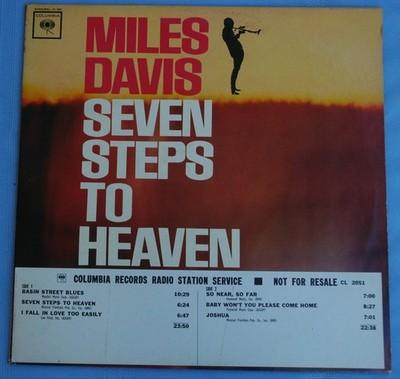 COLUMBIA
MILES
DAVIS
SEVEN
STEPS
TO
HEAVEN
COLUMBIA RECORDS RADIO STATION SERVICE ■ NOT FOR RESALE CL 2051
SIDE 1
BASIN STREET BLUES 10:29
SEVEN STEPS TO HEAVEN 6:24
I FALL IN LOVE TOO EASILY 6:47
23:50
SIDE 2
SO NEAR, SO FAR 7:00
BABY WON'T YOU PLEASE COME HOME 8:27
JOSHUA 7:01
22:38